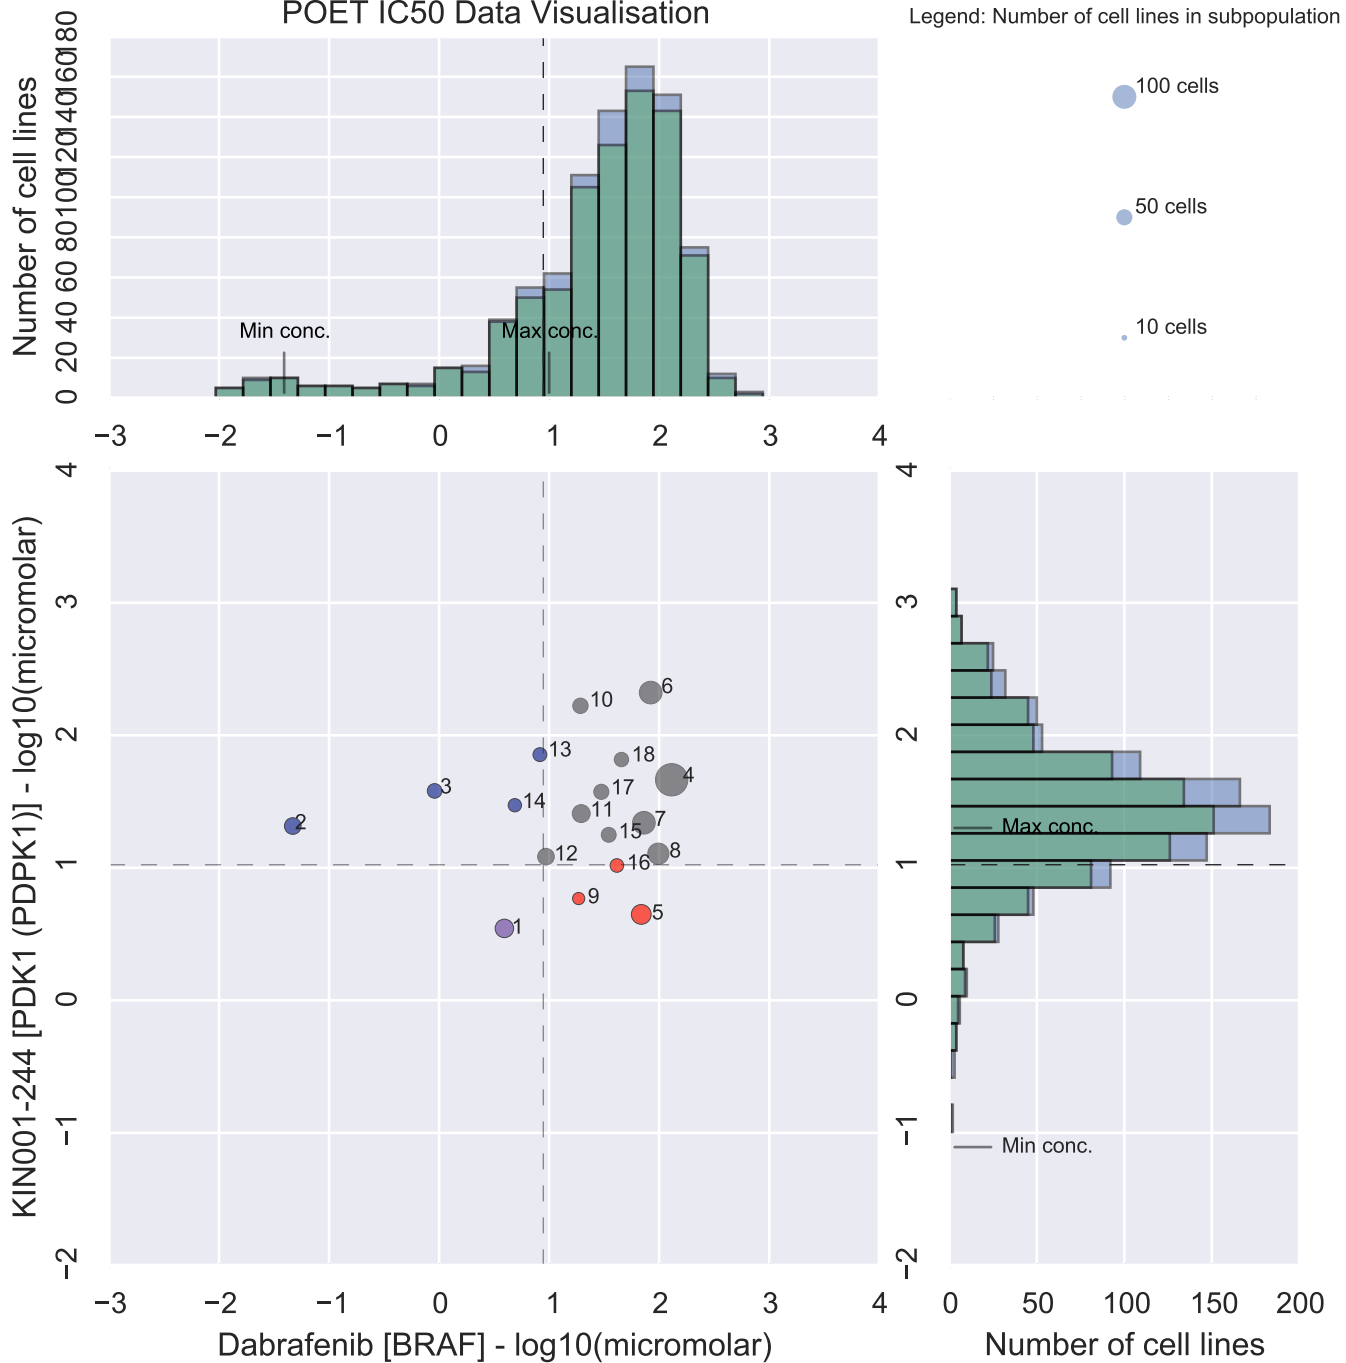 POET IC50 Data Visualisation
Legend: Number of cell lines in subpopulation
100 cells
50 cells
10 cells
Number of cell lines
180
160
140
120
100
80
60
40
20
0
Min conc.
Max conc.
−3 −2 −1 0 1 2 3 4
KIN001-244 [PDK1 (PDPK1)] - log10(micromolar)
4
3
2
1
0
−1
−2
6
10
13
18
4
3
17
14
11
7
2
15
8
12
16
9
5
1
−3 −2 −1 0 1 2 3 4
Dabrafenib [BRAF] - log10(micromolar)
4
3
2
1
0
−1
−2
Max conc.
Min conc.
0 50 100 150 200
Number of cell lines